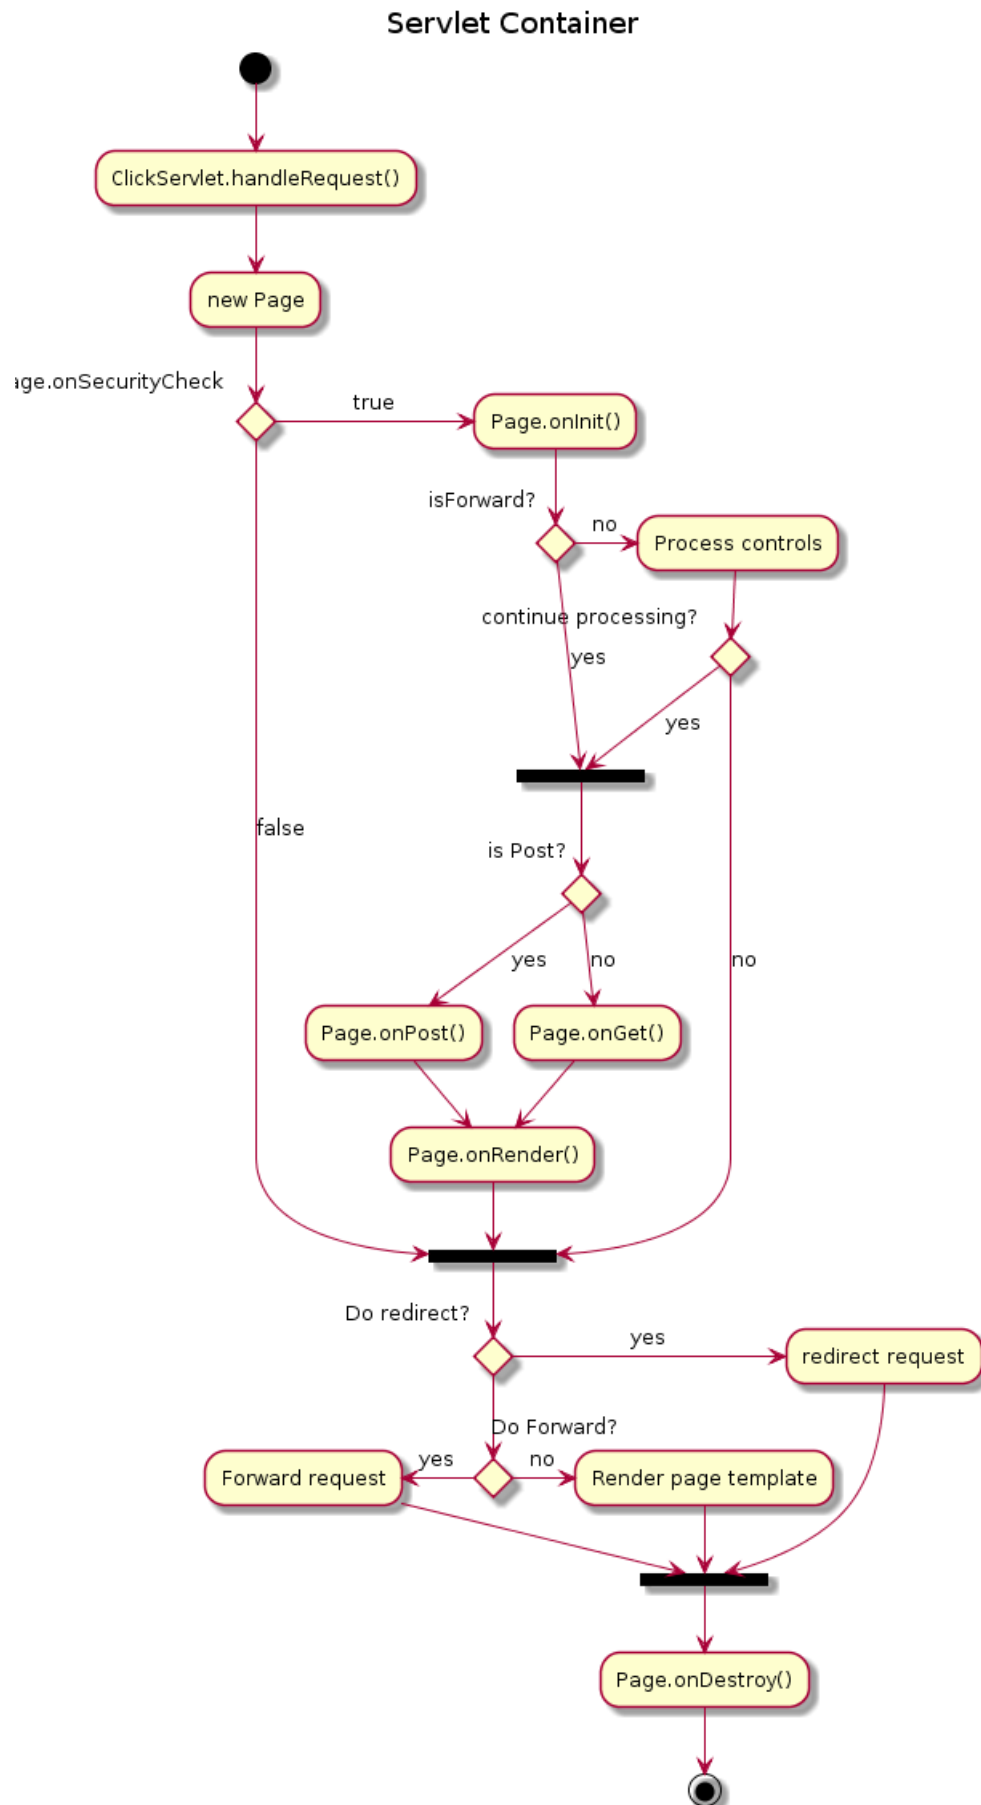 Servlet Container
ClickServlet.handleRequest()
new Page
age.onSecurityCheck
true
Page.onInit()
isForward?
no
Process controls
continue processing?
yes
yes
false
is Post?
yes
no
no
Page.onPost()
Page.onGet()
Page.onRender()
Do redirect?
yes
redirect request
Do Forward?
yes
no
Forward request
Render page template
Page.onDestroy()